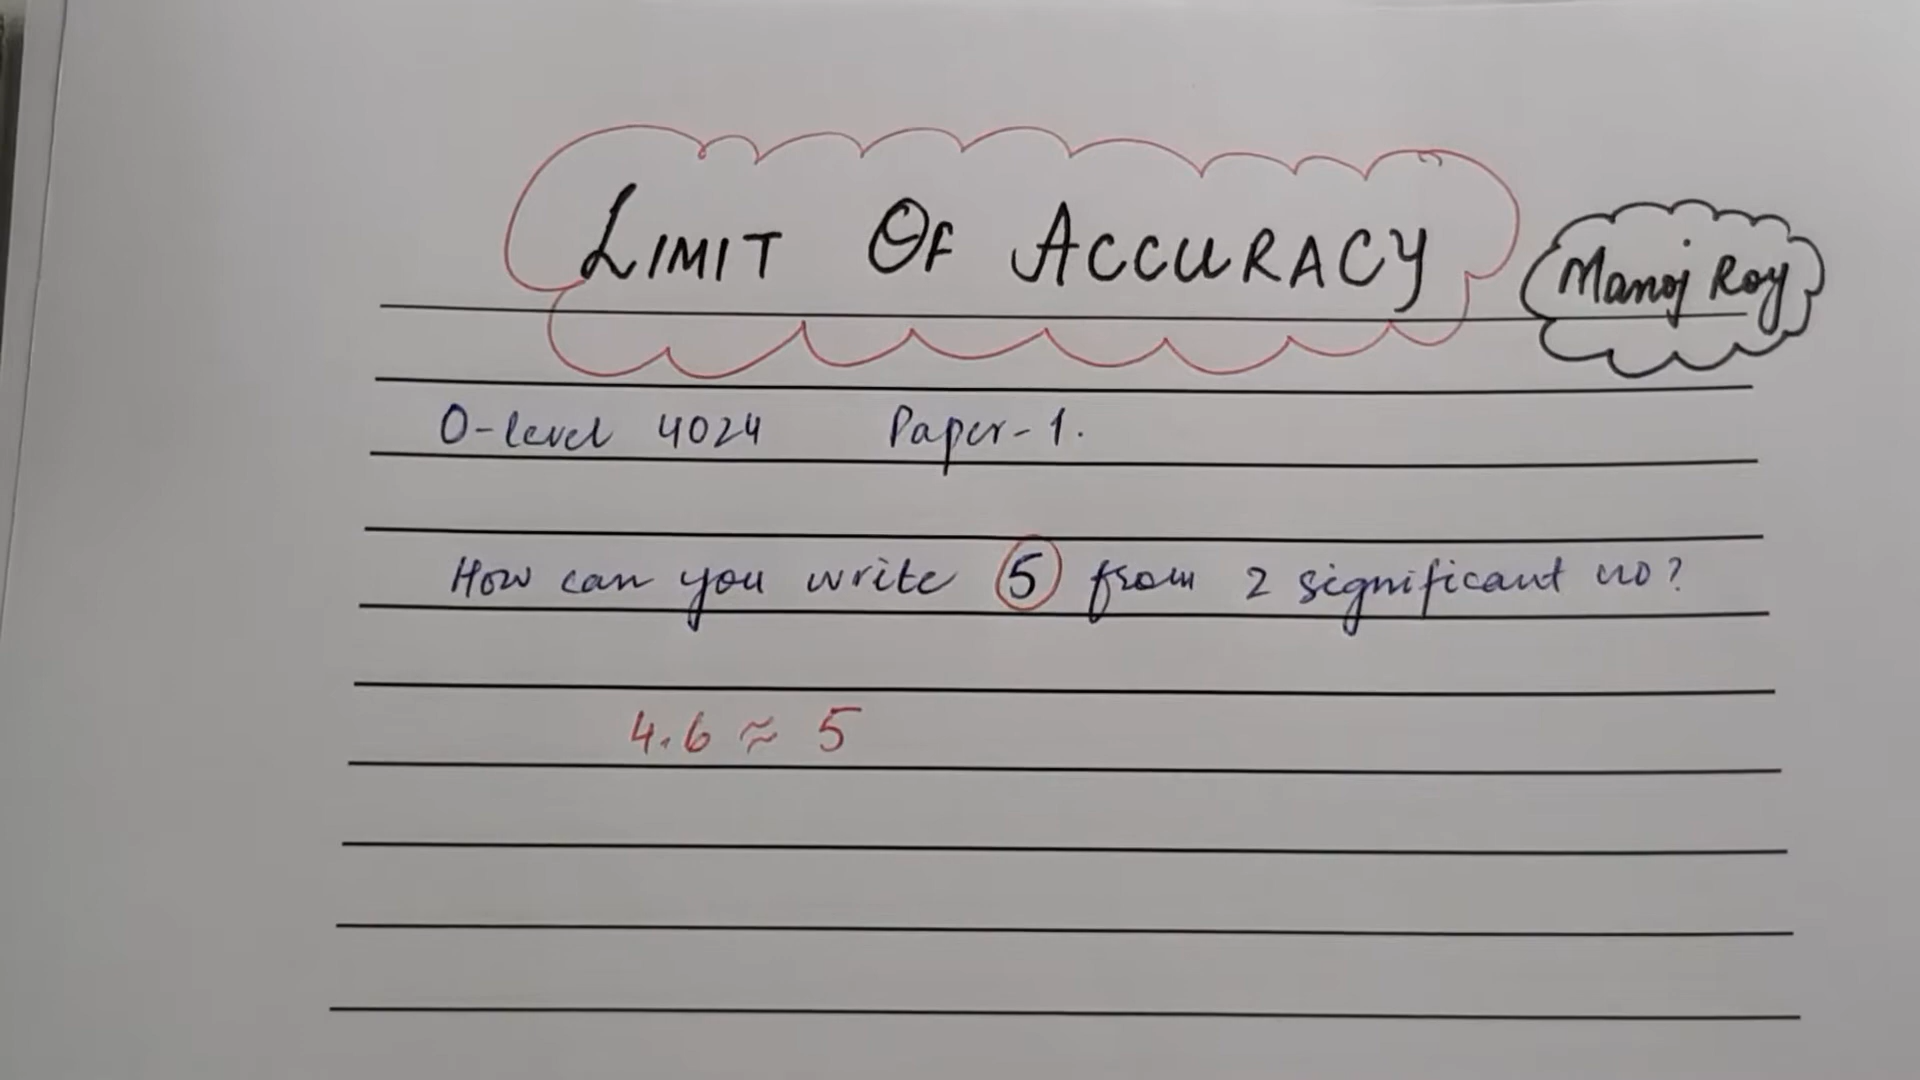 LIMIT OF ACCURACY
Manoj Roy
O-level 4024 Paper-1.
How can you write 5 from 2 significant no?
4.6 ≈ 5